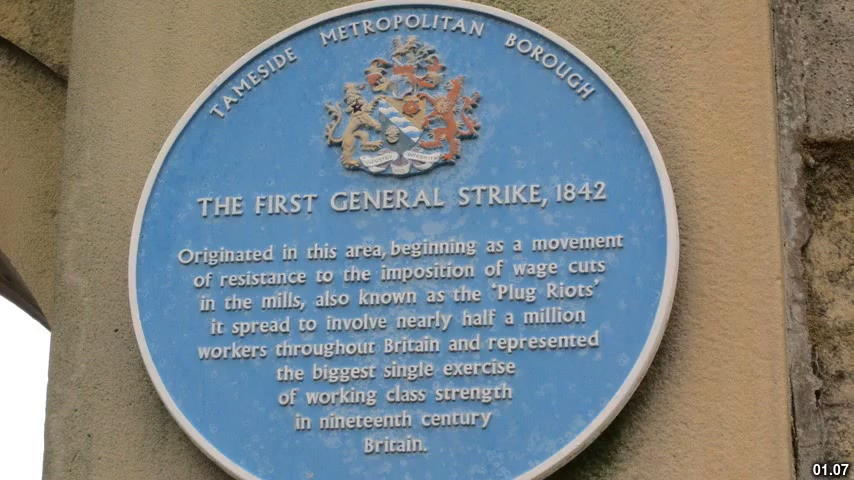 TAMESIDE METROPOLITAN BOROUGH
THE FIRST GENERAL STRIKE, 1842
Originated in this area, beginning as a movement
of resistance to the imposition of wage cuts
in the mills, also known as the 'Plug Riots'
it spread to involve nearly half a million
workers throughout Britain and represented
the biggest single exercise
of working class strength
in nineteenth century
Britain.
01.07